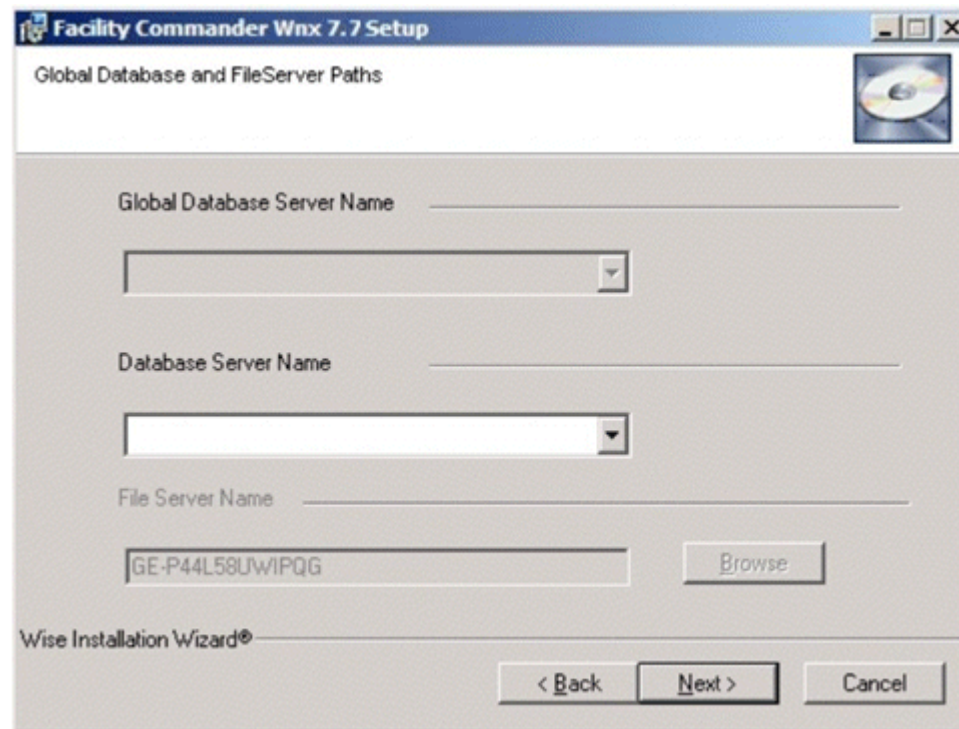 Facility Commander Wnx 7.7 Setup
Global Database and FileServer Paths
Global Database Server Name
Database Server Name
File Server Name
GE-P44L58UWIPQG
Browse
Wise Installation Wizard®
< Back
Next >
Cancel